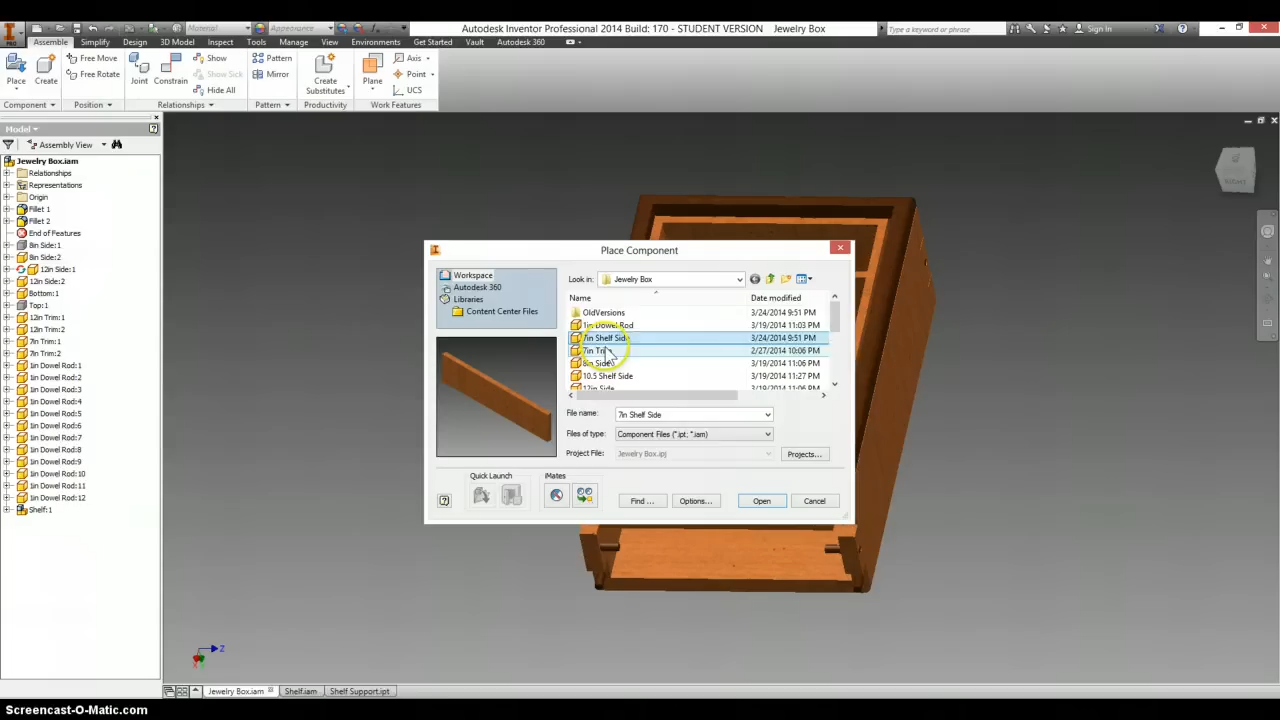 Material
Appearance
Autodesk Inventor Professional 2014 Build: 170 - STUDENT VERSION Jewelry Box
Type a keyword or phrase
Sign In
PRO
Assemble Simplify Design 3D Model Inspect Tools Manage View Environments Get Started Vault Autodesk 360
Place
Create
Free Move
Free Rotate
Joint
Constrain
Show
Show Sick
Hide All
Pattern
Mirror
Create
Substitutes
Plane
Axis
Point
UCS
Component Position Relationships Pattern Productivity Work Features
Model
Assembly View
Jewelry Box.iam
Relationships
Representations
Origin
Fillet 1
Fillet 2
End of Features
8in Side:1
8in Side:2
12in Side:1
12in Side:2
Bottom:1
Top:1
12in Trim:1
12in Trim:2
7in Trim:1
7in Trim:2
1in Dowel Rod:1
1in Dowel Rod:2
1in Dowel Rod:3
1in Dowel Rod:4
1in Dowel Rod:5
1in Dowel Rod:6
1in Dowel Rod:7
1in Dowel Rod:8
1in Dowel Rod:9
1in Dowel Rod:10
1in Dowel Rod:11
1in Dowel Rod:12
Shelf:1
Place Component
Workspace
Autodesk 360
Libraries
Content Center Files
Look in: Jewelry Box
Name Date modified
OldVersions 3/24/2014 9:51 PM
1in Dowel Rod 3/19/2014 11:03 PM
7in Shelf Side 3/24/2014 9:51 PM
7in Trim 2/27/2014 10:06 PM
8in Side 3/19/2014 11:06 PM
10.5 Shelf Side 3/19/2014 11:27 PM
12in Side 3/19/2014 11:06 PM
File name: 7in Shelf Side
Files of type: Component Files (*.ipt; *.iam)
Project File: Jewelry Box.ipj Projects...
Quick Launch
iMates
Find ... Options... Open Cancel
Z
Jewelry Box.iam Shelf.iam Shelf Support.ipt
Screencast-O-Matic.com